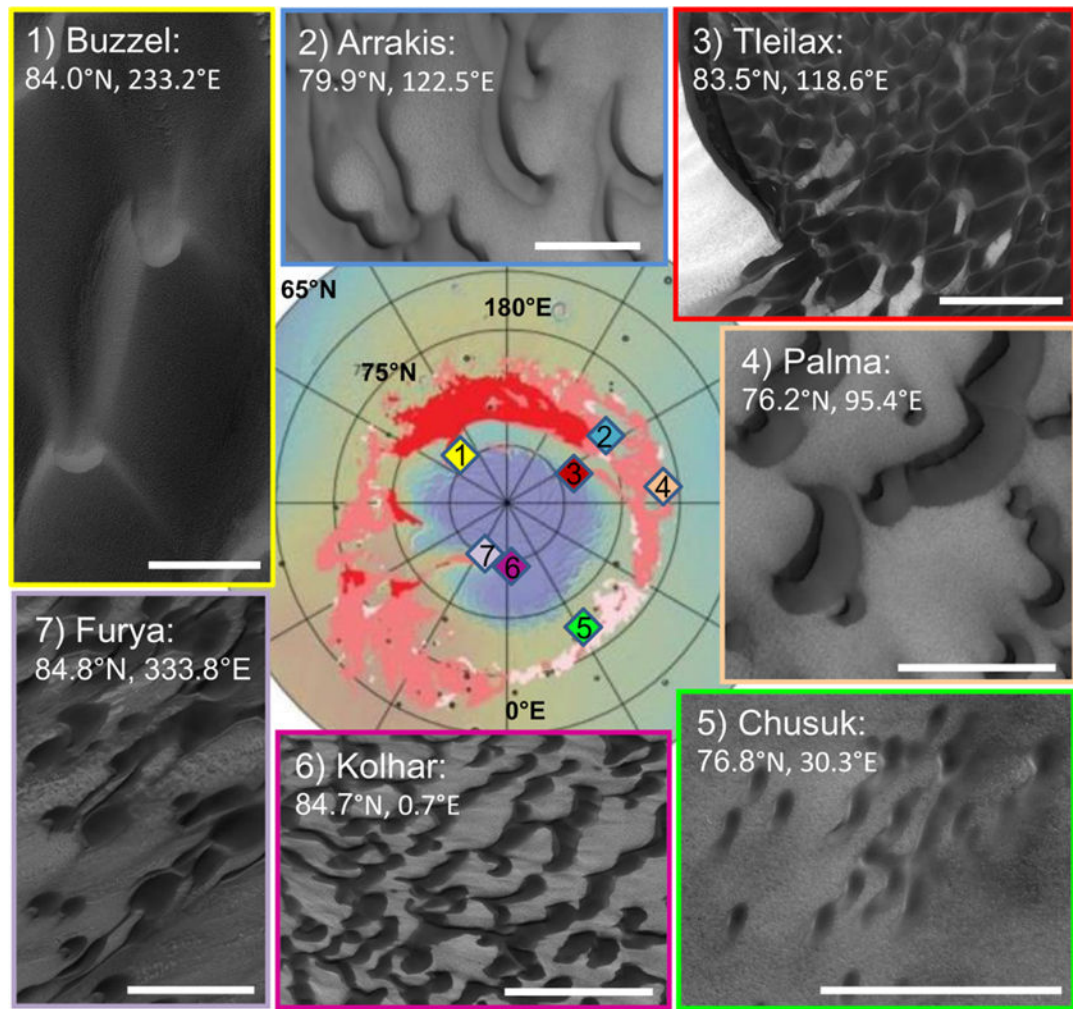 1) Buzzel:
84.0°N, 233.2°E
2) Arrakis:
79.9°N, 122.5°E
3) Tleilax:
83.5°N, 118.6°E
65°N
180°E
75°N
1
2
3
4
5
6
7
0°E
4) Palma:
76.2°N, 95.4°E
7) Furya:
84.8°N, 333.8°E
6) Kolhar:
84.7°N, 0.7°E
5) Chusuk:
76.8°N, 30.3°E